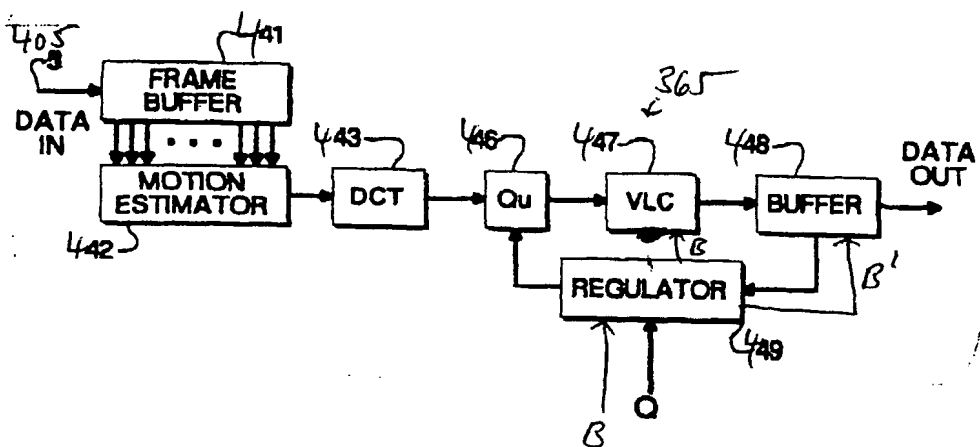 405
441
FRAME
BUFFER
DATA
IN
MOTION
ESTIMATOR
442
443
DCT
446
Qu
365
447
VLC
448
BUFFER
DATA
OUT
B
REGULATOR
B'
449
B
Q